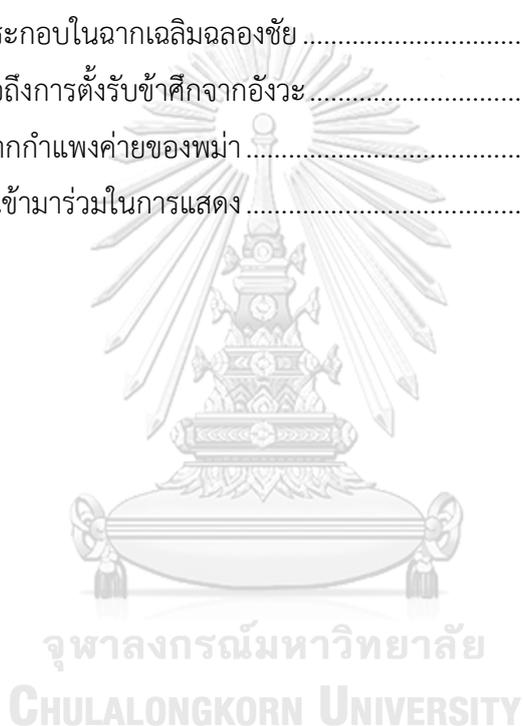 ระกอบในฉากเฉลิมฉลองชัย ........................................
ถึงการตั้งรับข้าศึกจากอังวะ ........................................
ากกำแพงค่ายของพม่า ........................................
ข้ามาร่วมในการแสดง ........................................
จุฬาลงกรณ์มหาวิทยาลัย
CHULALONGKORN UNIVERSITY